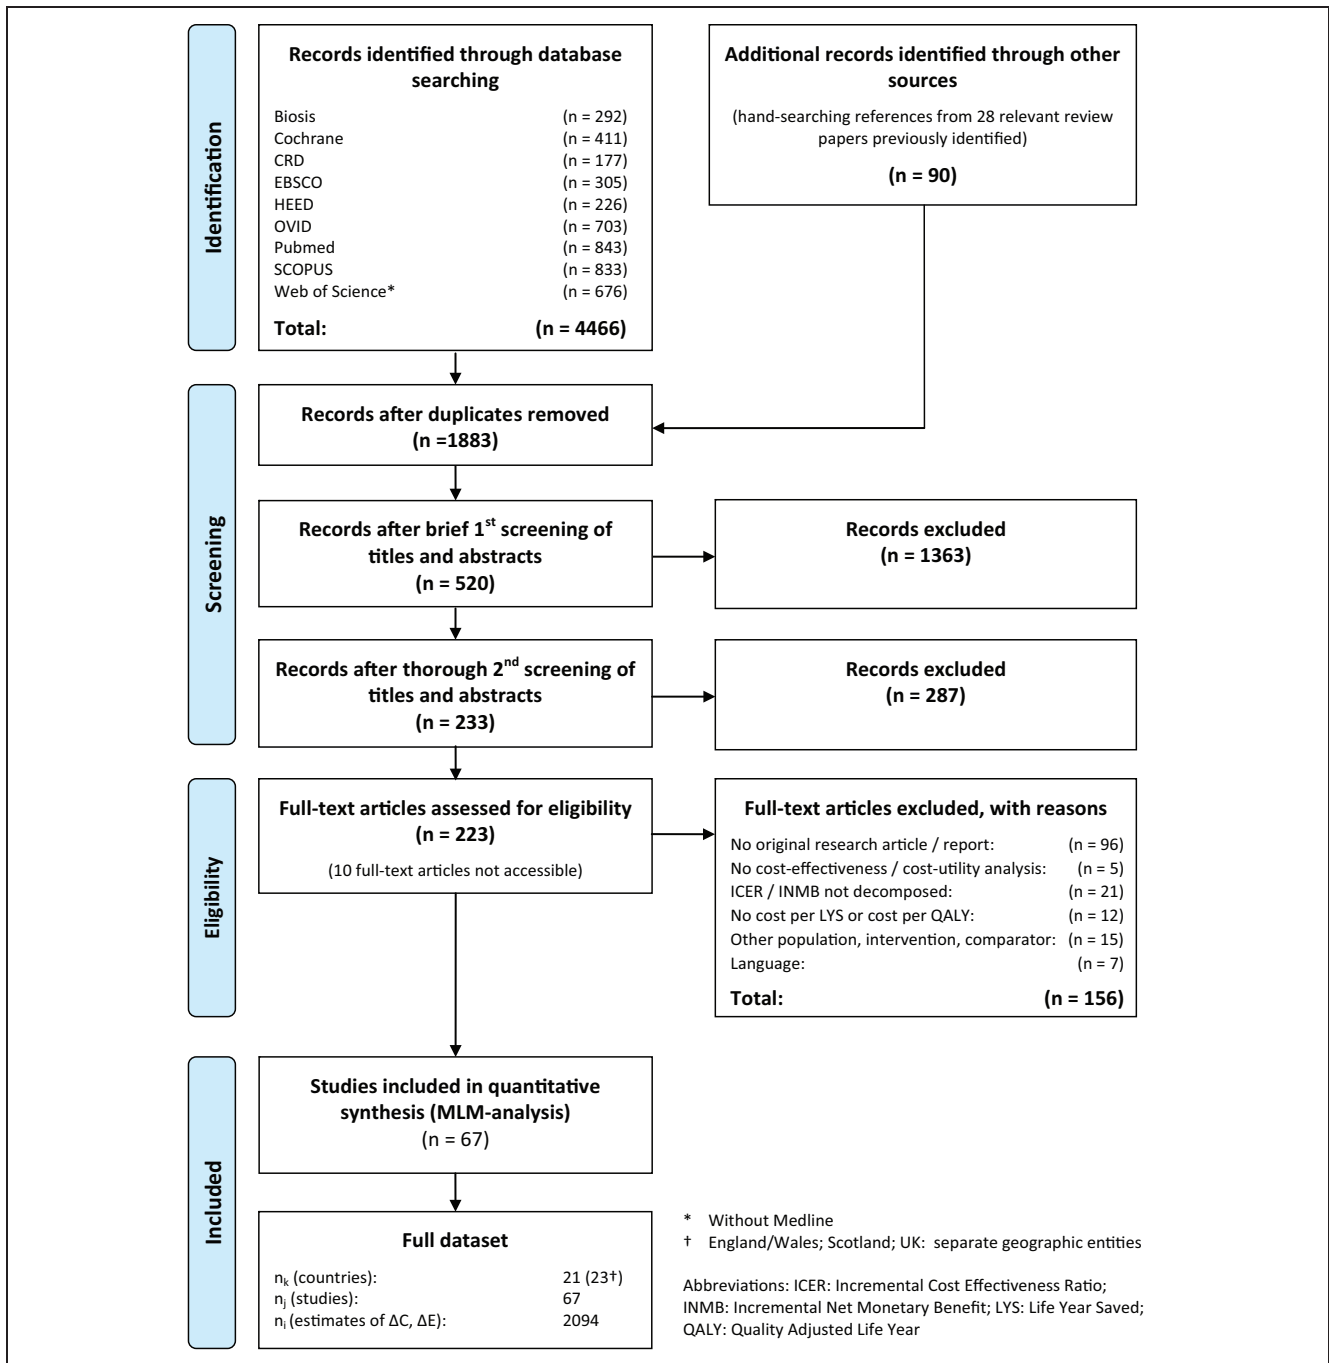 Identification
Records identified through database
searching
Biosis (n = 292)
Cochrane (n = 411)
CRD (n = 177)
EBSCO (n = 305)
HEED (n = 226)
OVID (n = 703)
Pubmed (n = 843)
SCOPUS (n = 833)
Web of Science* (n = 676)
Total: (n = 4466)
Additional records identified through other
sources
(hand-searching references from 28 relevant review
papers previously identified)
(n = 90)
Screening
Records after duplicates removed
(n =1883)
Records after brief 1st screening of
titles and abstracts
(n = 520)
Records excluded
(n = 1363)
Records after thorough 2nd screening of
titles and abstracts
(n = 233)
Records excluded
(n = 287)
Eligibility
Full-text articles assessed for eligibility
(n = 223)
(10 full-text articles not accessible)
Full-text articles excluded, with reasons
No original research article / report: (n = 96)
No cost-effectiveness / cost-utility analysis: (n = 5)
ICER / INMB not decomposed: (n = 21)
No cost per LYS or cost per QALY: (n = 12)
Other population, intervention, comparator: (n = 15)
Language: (n = 7)
Total: (n = 156)
Included
Studies included in quantitative
synthesis (MLM-analysis)
(n = 67)
Full dataset
nk (countries): 21 (23†)
nj (studies): 67
ni (estimates of ΔC, ΔE): 2094
* Without Medline
† England/Wales; Scotland; UK: separate geographic entities
Abbreviations: ICER: Incremental Cost Effectiveness Ratio;
INMB: Incremental Net Monetary Benefit; LYS: Life Year Saved;
QALY: Quality Adjusted Life Year